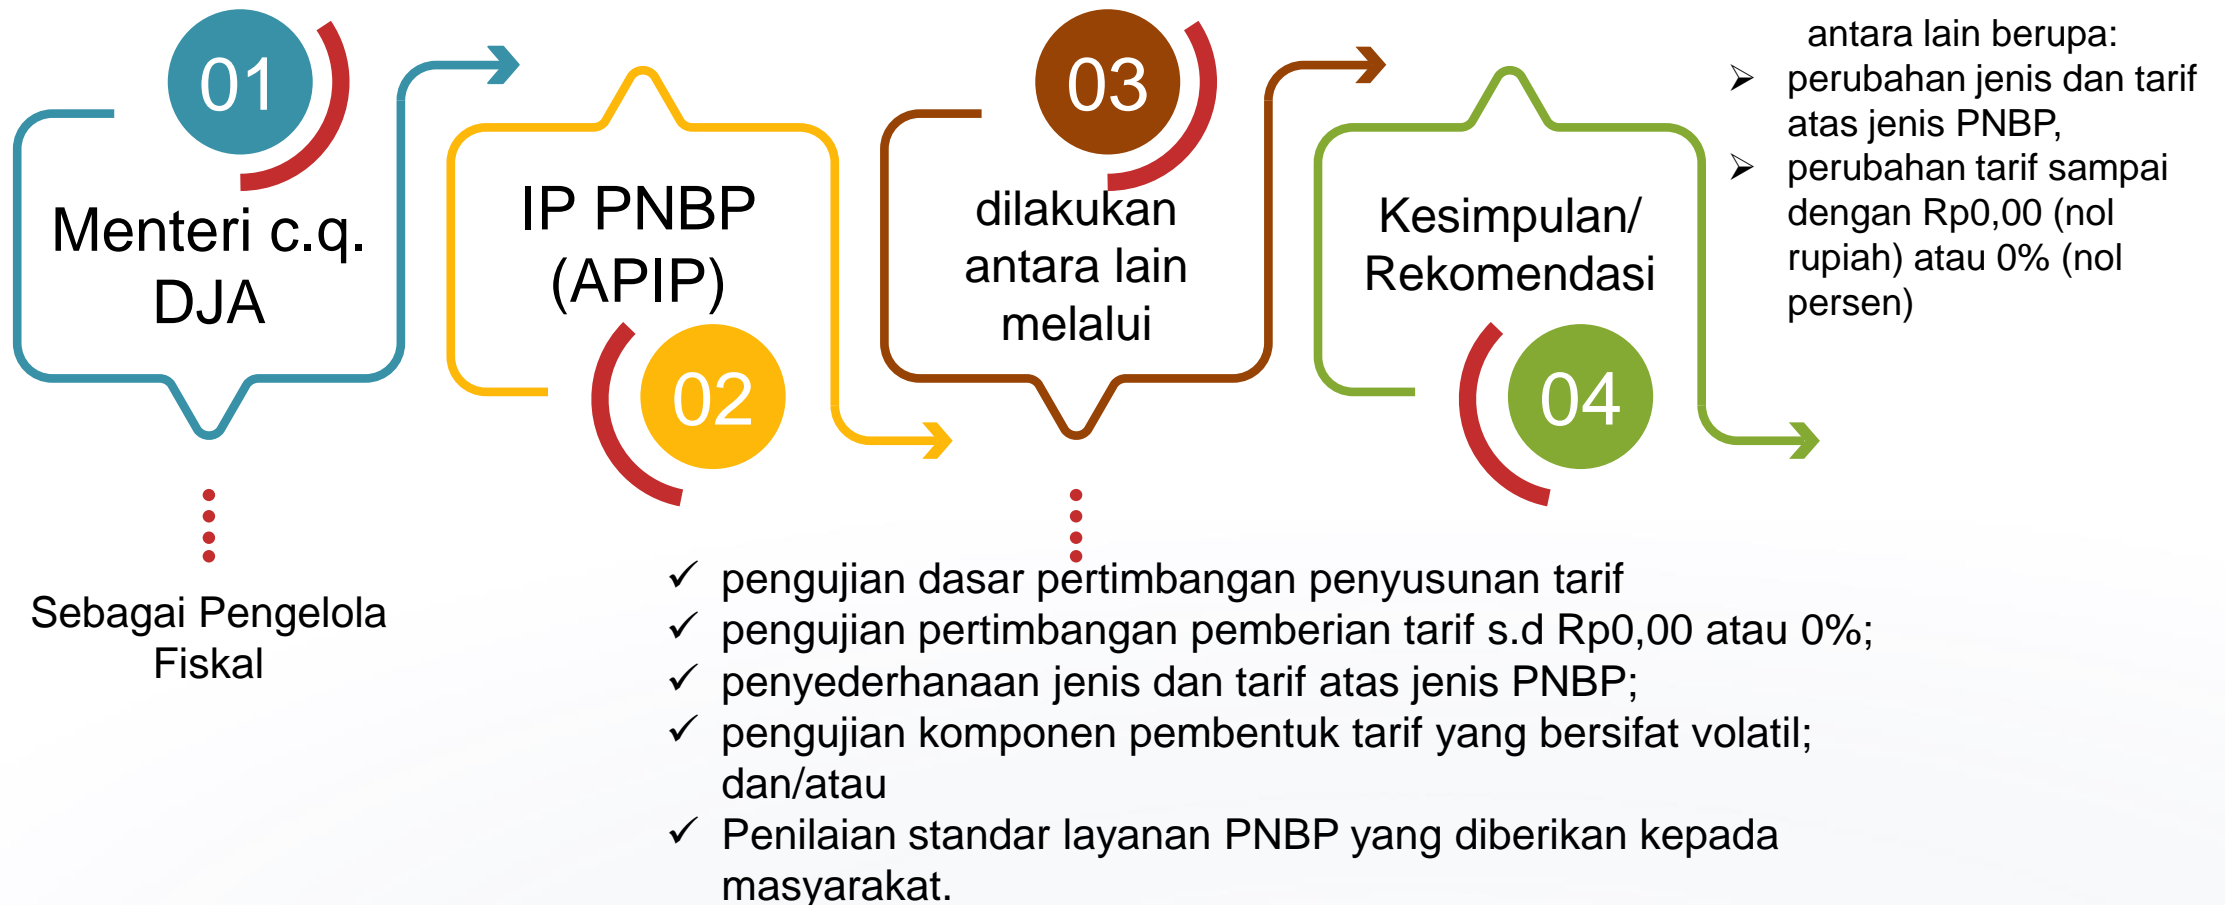 01
Menteri c.q.
DJA
Sebagai Pengelola
Fiskal
IP PNBP
(APIP)
02
03
dilakukan
antara lain
melalui
✓ pengujian dasar pertimbangan penyusunan tarif
✓ pengujian pertimbangan pemberian tarif s.d Rp0,00 atau 0%;
✓ penyederhanaan jenis dan tarif atas jenis PNBP;
✓ pengujian komponen pembentuk tarif yang bersifat volatil;
dan/atau
✓ Penilaian standar layanan PNBP yang diberikan kepada
masyarakat.
Kesimpulan/
Rekomendasi
04
antara lain berupa:
➢ perubahan jenis dan tarif
atas jenis PNBP,
➢ perubahan tarif sampai
dengan Rp0,00 (nol
rupiah) atau 0% (nol
persen)